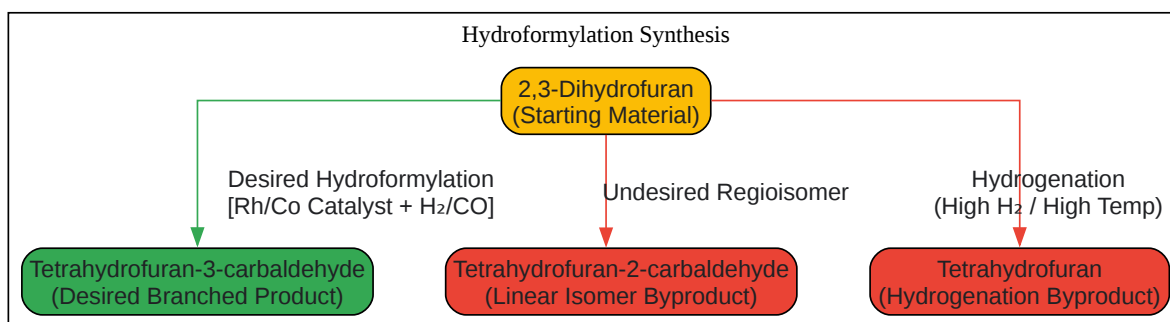 Hydroformylation Synthesis
2,3-Dihydrofuran
(Starting Material)
Desired Hydroformylation
[Rh/Co Catalyst + H₂/CO]
Undesired Regioisomer
Hydrogenation
(High H₂ / High Temp)
Tetrahydrofuran-3-carbaldehyde
(Desired Branched Product)
Tetrahydrofuran-2-carbaldehyde
(Linear Isomer Byproduct)
Tetrahydrofuran
(Hydrogenation Byproduct)